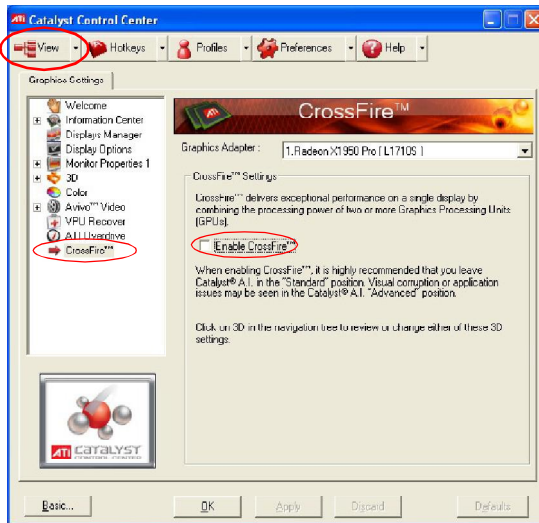 ATI Catalyst Control Center
View Hotkeys Profiles Preferences Help
Graphics Settings
Welcome
Information Center
Displays Manager
Display Options
Monitor Properties 1
3D
Color
Avivo™ Video
VPU Recover
ATI Overdrive
CrossFire™
CrossFire™
Graphics Adapter : 1.Radeon X1950 Pro [ L1710S ]
CrossFire™ Settings
CrossFire™ delivers exceptional performance on a single display by
combining the processing power of two or more Graphics Processing Units
(GPUs).
Enable CrossFire™
When enabling CrossFire™, it is highly recommended that you leave
Catalyst® A.I. in the "Standard" position. Visual corruption or application
issues may be seen in the Catalyst® A.I. "Advanced" position.
Click on 3D in the navigation tree to review or change either of these 3D
settings.
ATI CATALYST
CONTROL CENTER
Basic... OK Apply Discard Defaults